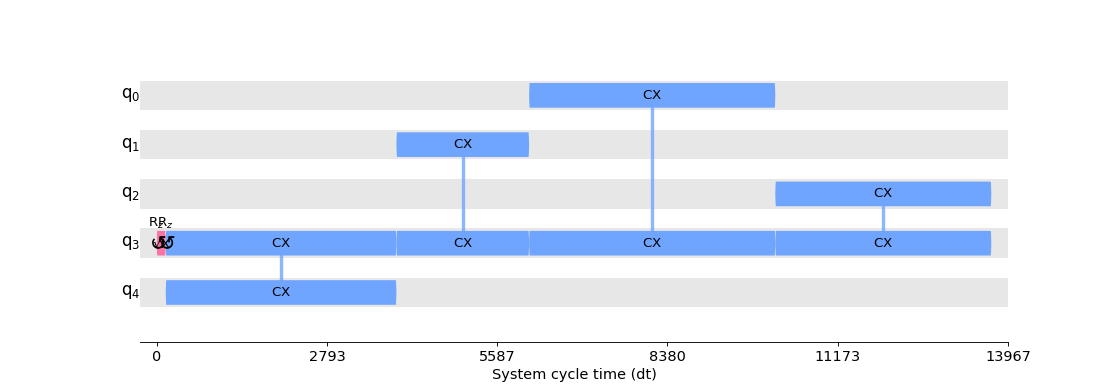 q0 CX
q1 CX
q2 CX
RzRz
q3 CX CX CX CX
q4 CX
0 2793 5587 8380 11173 13967
System cycle time (dt)